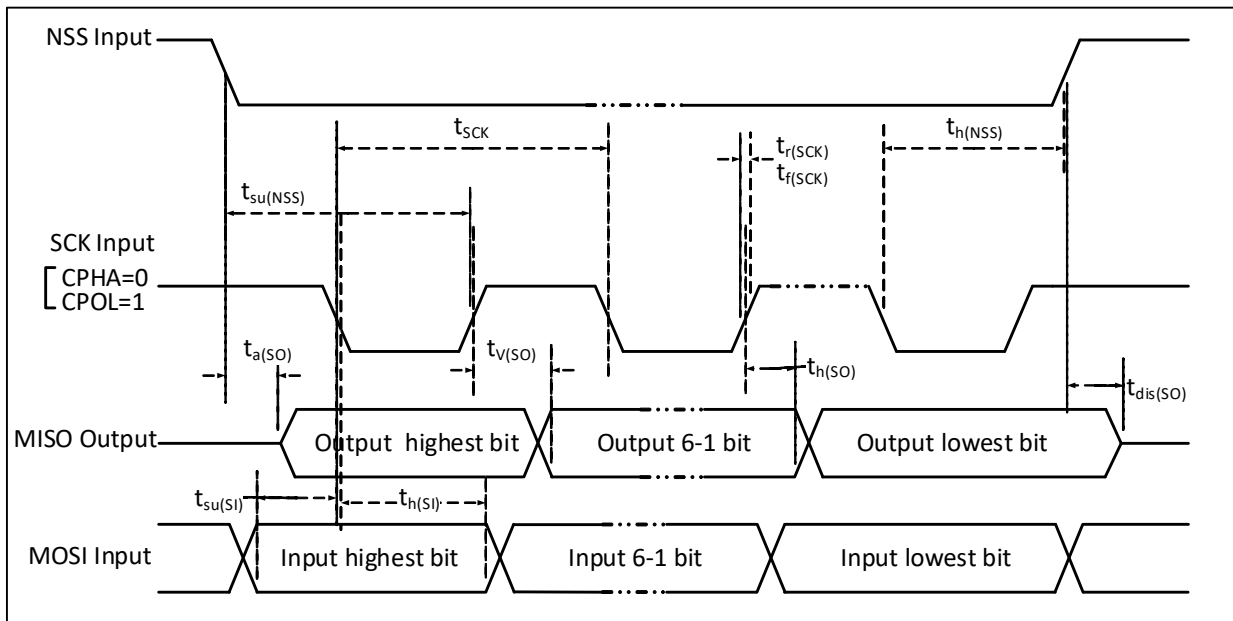 NSS Input
tSCK
tr(SCK)
tf(SCK)
th(NSS)
tsu(NSS)
SCK Input
CPHA=0
CPOL=1
ta(SO)
tV(SO)
th(SO)
tdis(SO)
MISO Output
Output highest bit
Output 6-1 bit
Output lowest bit
tsu(SI)
th(SI)
MOSI Input
Input highest bit
Input 6-1 bit
Input lowest bit